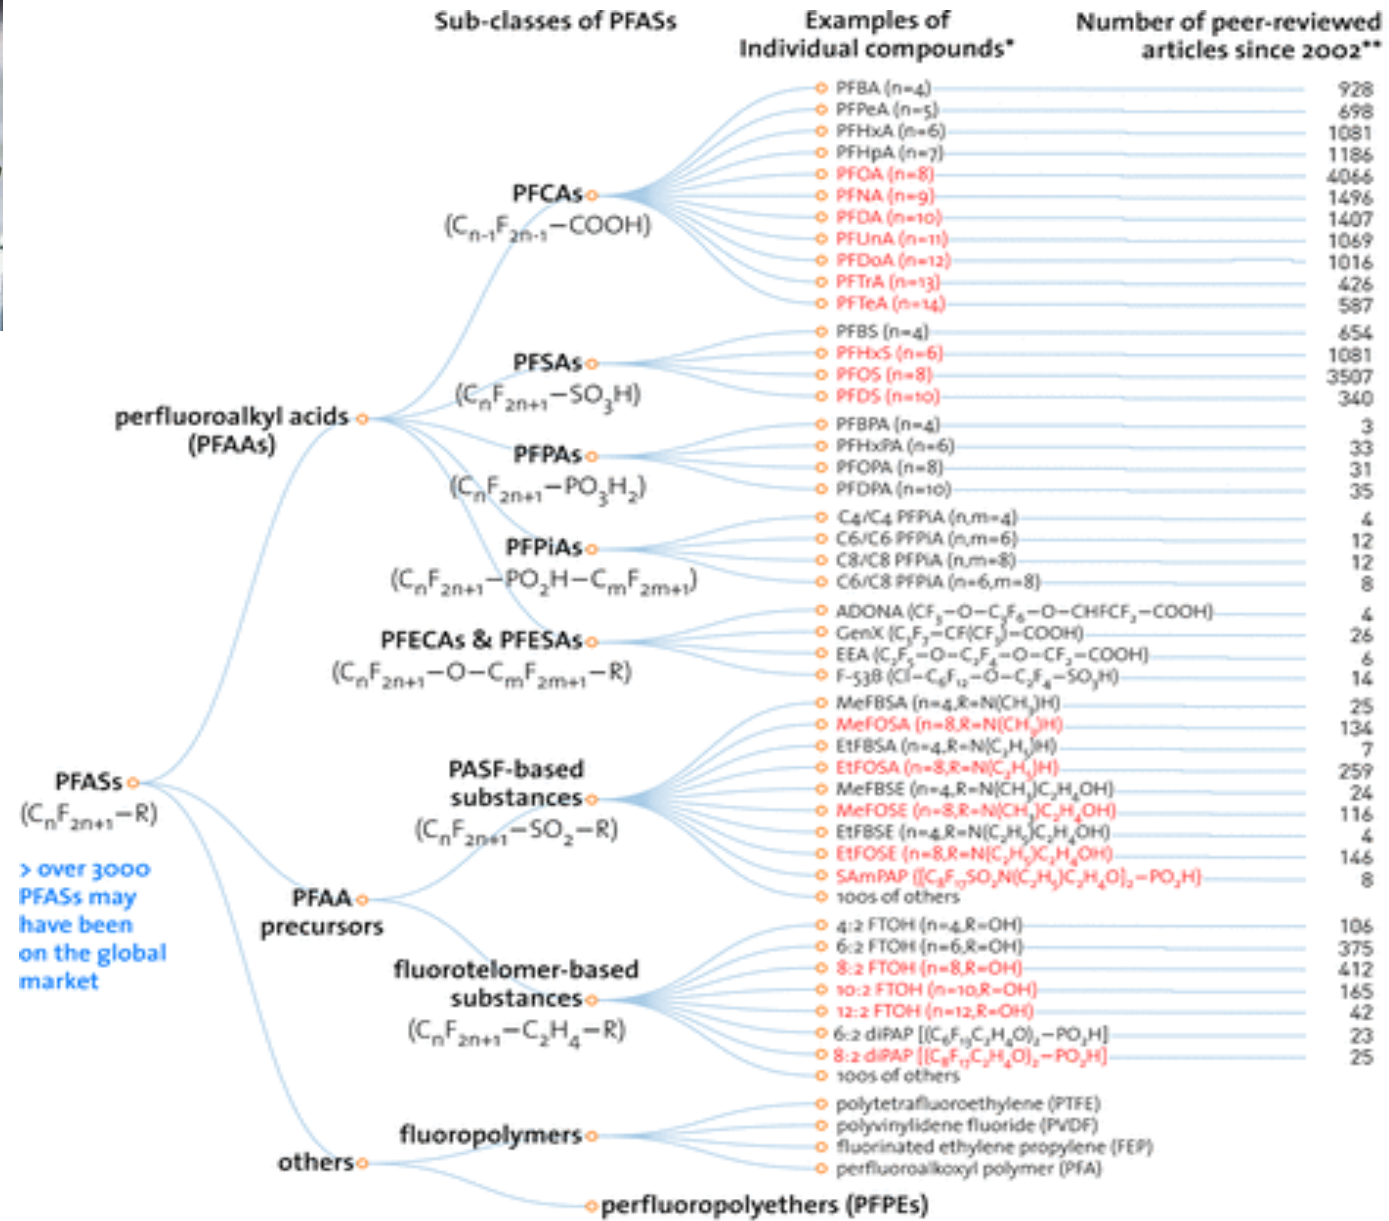 Sub-classes of PFASs
Examples of
Individual compounds*
Number of peer-reviewed
articles since 2002**
PFBA (n=4) 928
PFPeA (n=5) 698
PFHxA (n=6) 1081
PFHpA (n=7) 1186
PFOA (n=8) 4066
PFNA (n=9) 1496
PFDA (n=10) 1407
PFUnA (n=11) 1069
PFDoA (n=12) 1016
PFTrA (n=13) 426
PFTeA (n=14) 587
PFCAs
(Cₙ₋₁F₂ₙ₋₁–COOH)
PFBS (n=4) 654
PFHxS (n=6) 1081
PFOS (n=8) 3507
PFDS (n=10) 340
PFSAs
(CₙF₂ₙ₊₁–SO₃H)
perfluoroalkyl acids
(PFAAs)
PFBPA (n=4) 3
PFHxPA (n=6) 33
PFOPA (n=8) 31
PFDPA (n=10) 35
PFPAs
(CₙF₂ₙ₊₁–PO₃H₂)
C4/C4 PFPiA (n,m=4) 4
C6/C6 PFPiA (n,m=6) 12
C8/C8 PFPiA (n,m=8) 12
C6/C8 PFPiA (n=6,m=8) 8
PFPiAs
(CₙF₂ₙ₊₁–PO₂H–CₘF₂ₘ₊₁)
ADONA (CF₃–O–C₃F₆–O–CHFCF₂–COOH) 4
GenX (C₃F₇–CF(CF₃)–COOH) 26
EEA (C₂F₅–O–C₂F₄–O–CF₂–COOH) 6
F-53B (Cl–C₆F₁₂–O–C₂F₄–SO₃H) 14
PFECAs & PFESAs
(CₙF₂ₙ₊₁–O–CₘF₂ₘ₊₁–R)
MeFBSA (n=4,R=N(CH₃)H) 25
MeFOSA (n=8,R=N(CH₃)H) 134
EtFBSA (n=4,R=N(C₂H₅)H) 7
EtFOSA (n=8,R=N(C₂H₅)H) 259
MeFBSE (n=4,R=N(CH₃)C₂H₄OH) 24
MeFOSE (n=8,R=N(CH₃)C₂H₄OH) 116
EtFBSE (n=4,R=N(C₂H₅)C₂H₄OH) 4
EtFOSE (n=8,R=N(C₂H₅)C₂H₄OH) 146
SAmPAP {[C₈F₁₇SO₂N(C₂H₅)C₂H₄O]₂–PO₂H} 8
100s of others
PASF-based
substances
(CₙF₂ₙ₊₁–SO₂–R)
PFASs
(CₙF₂ₙ₊₁–R)
> over 3000
PFASs may
have been
on the global
market
PFAA
precursors
4:2 FTOH (n=4,R=OH) 106
6:2 FTOH (n=6,R=OH) 375
8:2 FTOH (n=8,R=OH) 412
10:2 FTOH (n=10,R=OH) 165
12:2 FTOH (n=12,R=OH) 42
6:2 diPAP [(C₆F₁₃C₂H₄O)₂–PO₂H] 23
8:2 diPAP [(C₈F₁₇C₂H₄O)₂–PO₂H] 25
100s of others
fluorotelomer-based
substances
(CₙF₂ₙ₊₁–C₂H₄–R)
polytetrafluoroethylene (PTFE)
polyvinylidene fluoride (PVDF)
fluorinated ethylene propylene (FEP)
perfluoroalkoxyl polymer (PFA)
fluoropolymers
others
perfluoropolyethers (PFPEs)